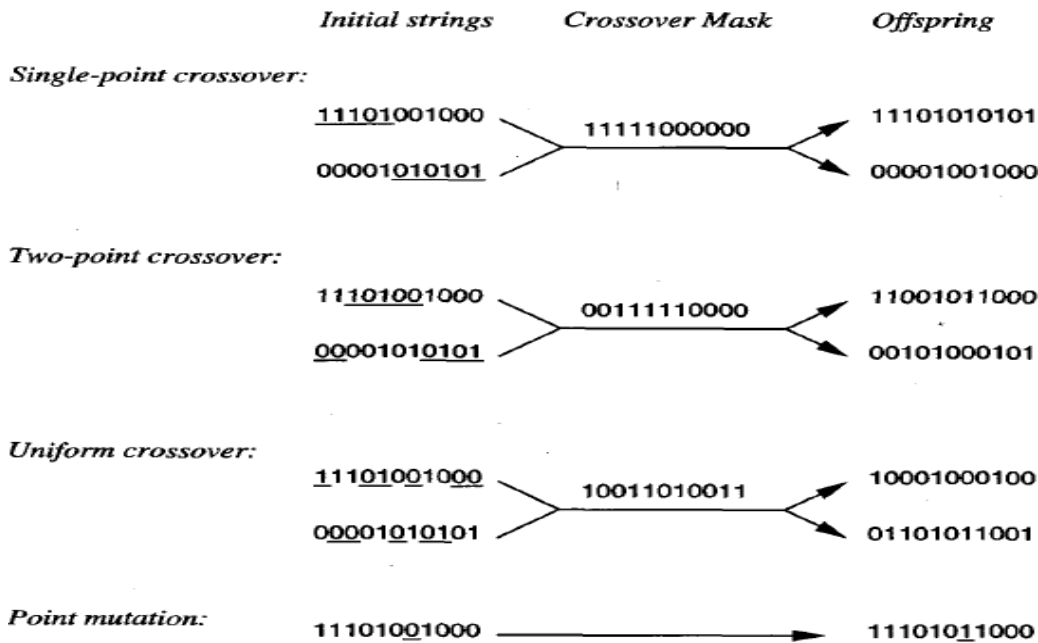 Initial strings Crossover Mask Offspring
Single-point crossover:
11101001000 11111000000 11101010101
00001010101 00001001000
Two-point crossover:
11101001000 00111110000 11001011000
00001010101 00101000101
Uniform crossover:
11101001000 10011010011 10001000100
00001010101 01101011001
Point mutation: 11101001000 11101011000